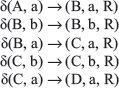 δ(A, a) → (B, a, R)
δ(B, b) → (B, b, R)
δ(B, a) → (C, a, R)
δ(C, b) → (C, b, R)
δ(C, a) → (D, a, R)